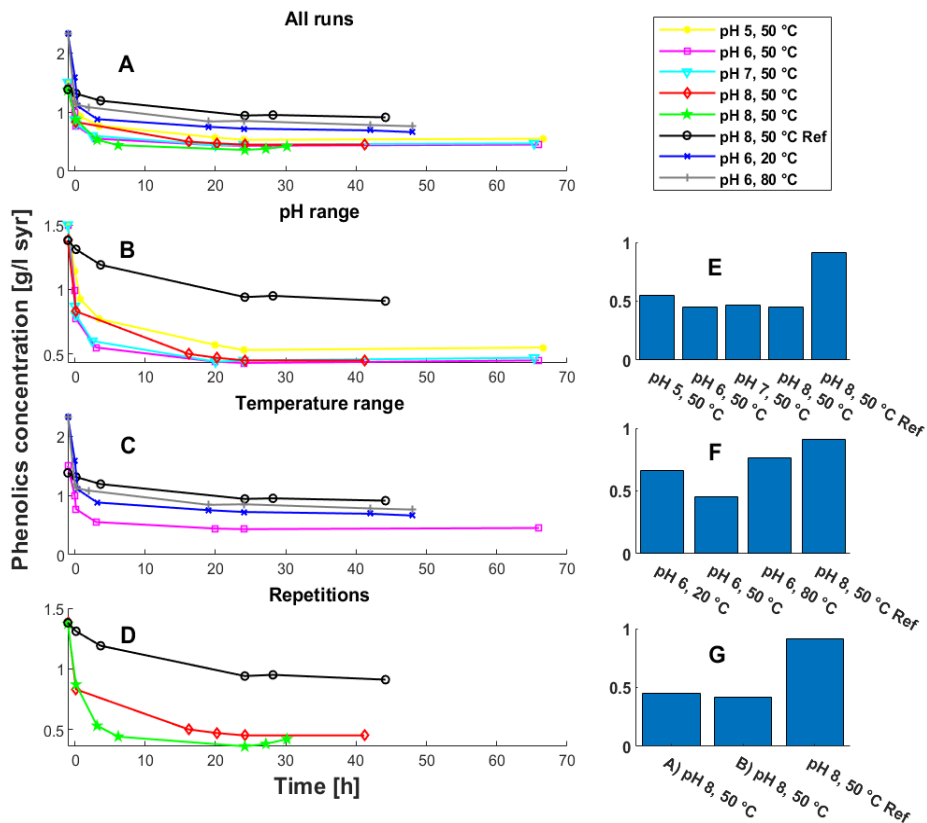 All runs
A
2
1
0
0 10 20 30 40 50 60 70
pH 5, 50 °C
pH 6, 50 °C
pH 7, 50 °C
pH 8, 50 °C
pH 8, 50 °C
pH 8, 50 °C Ref
pH 6, 20 °C
pH 6, 80 °C
Phenolics concentration [g/l syr]
pH range
B
1.5
1
0.5
0 10 20 30 40 50 60 70
E
1
0.5
0
pH 5, 50 °C
pH 6, 50 °C
pH 7, 50 °C
pH 8, 50 °C
pH 8, 50 °C Ref
Temperature range
C
2
1
0
0 10 20 30 40 50 60 70
F
1
0.5
0
pH 6, 20 °C
pH 6, 50 °C
pH 6, 80 °C
pH 8, 50 °C Ref
Repetitions
D
1.5
1
0.5
0 10 20 30 40 50 60 70
Time [h]
G
1
0.5
0
A) pH 8, 50 °C
B) pH 8, 50 °C
pH 8, 50 °C Ref